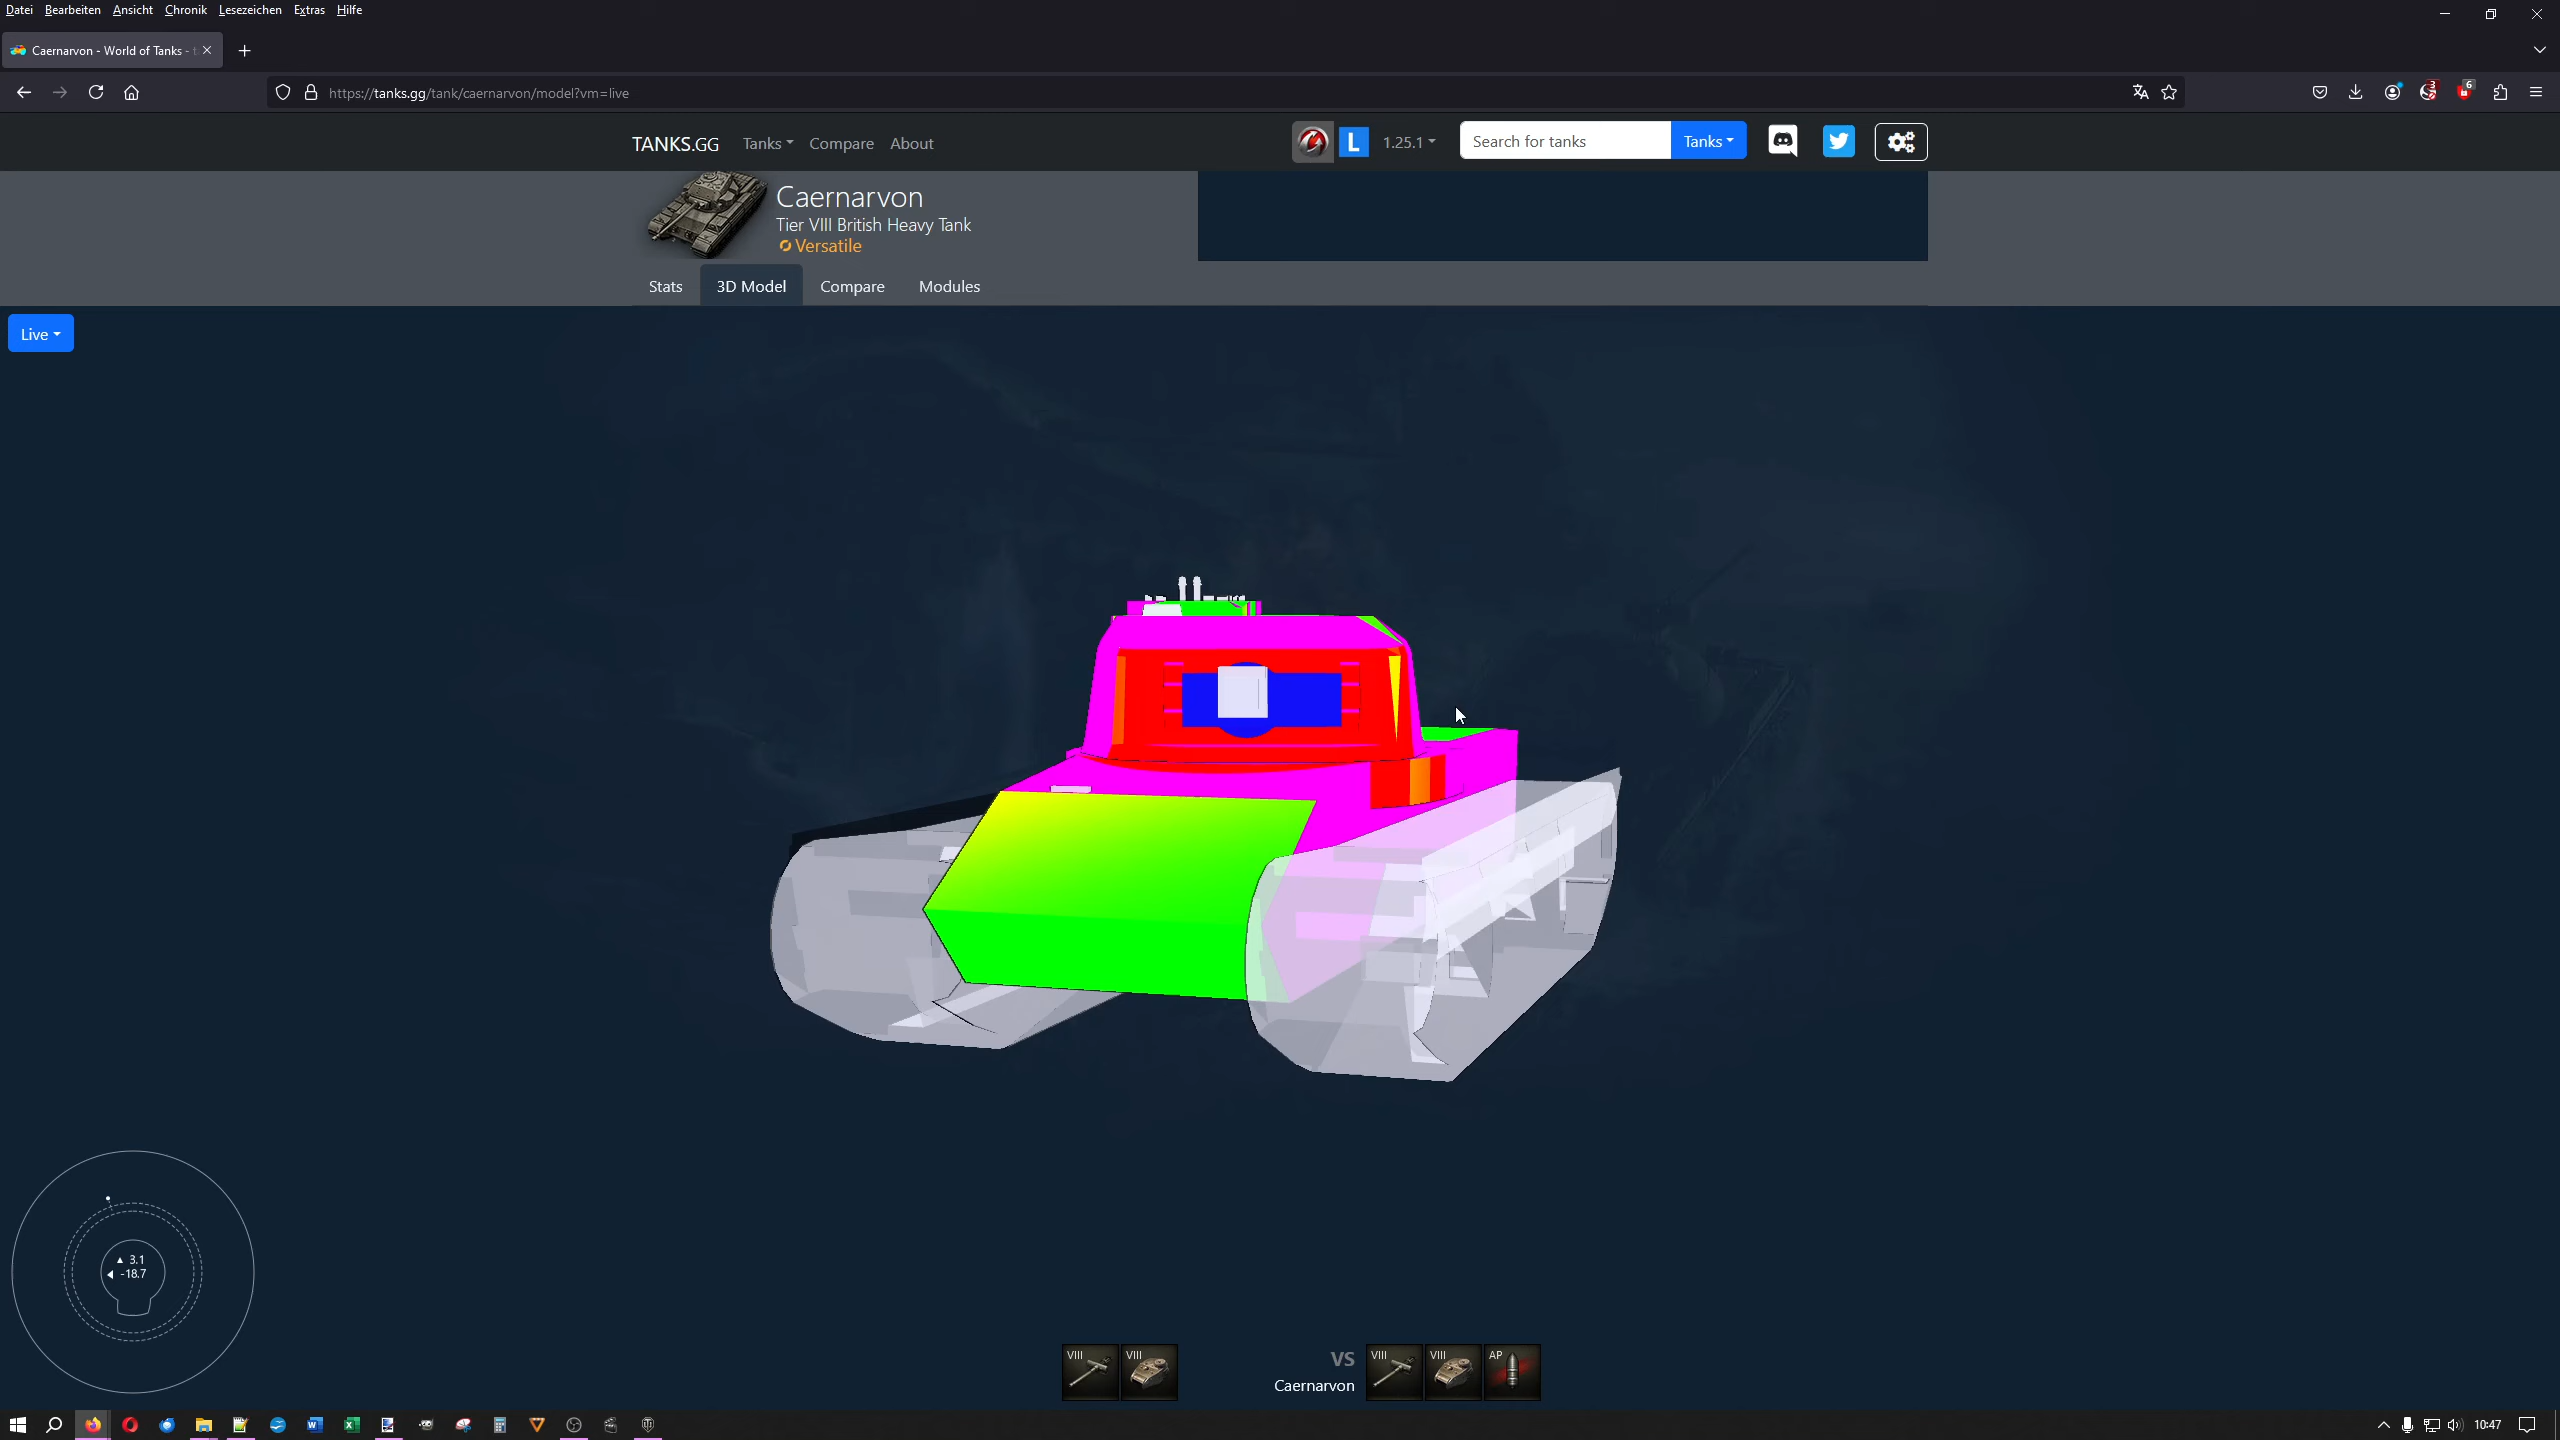 Datei Bearbeiten Ansicht Chronik Lesezeichen Extras Hilfe
Caernarvon - World of Tanks - t
https://tanks.gg/tank/caernarvon/model?vm=live
3
6
TANKS.GG Tanks Compare About
L 1.25.1 Search for tanks Tanks
Caernarvon
Tier VIII British Heavy Tank
Versatile
Stats 3D Model Compare Modules
Live
3.1
-18.7
VIII VIII VS VIII VIII AP
Caernarvon
10:47